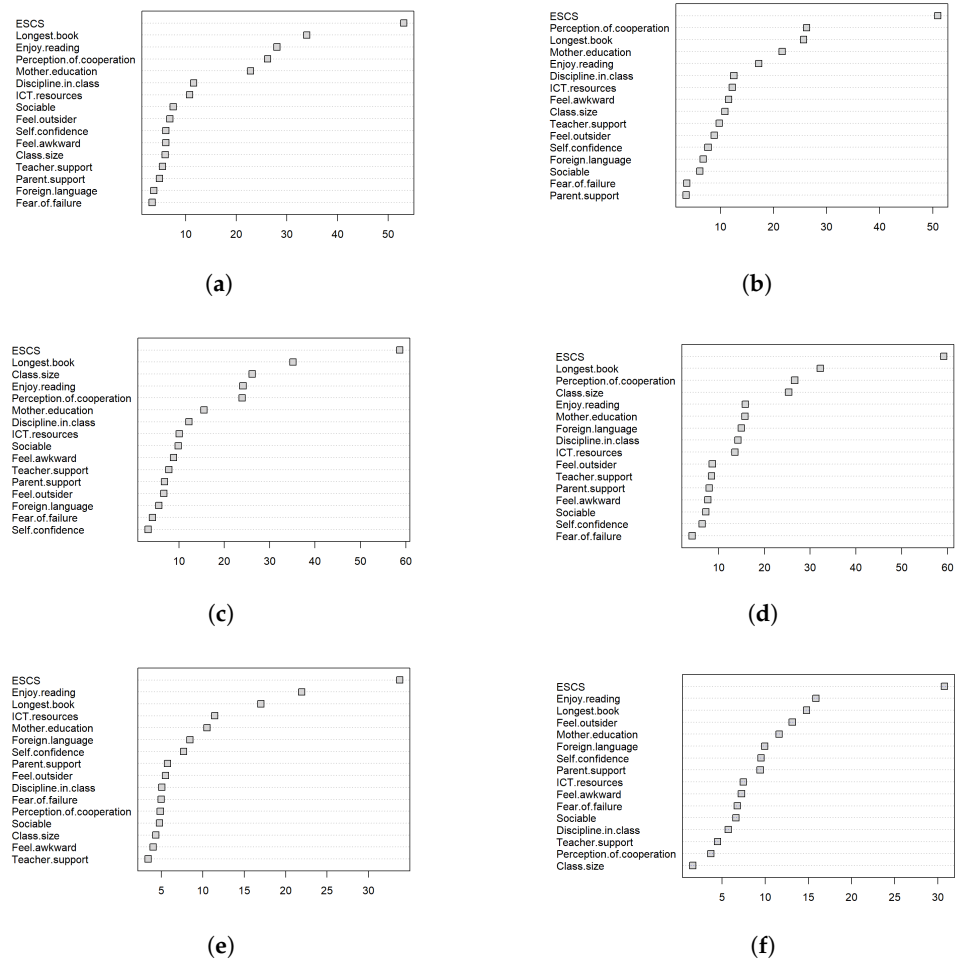 ESCS
Longest.book
Enjoy.reading
Perception.of.cooperation
Mother.education
Discipline.in.class
ICT.resources
Sociable
Feel.outsider
Self.confidence
Feel.awkward
Class.size
Teacher.support
Parent.support
Foreign.language
Fear.of.failure
10 20 30 40 50
(a)
ESCS
Perception.of.cooperation
Longest.book
Mother.education
Enjoy.reading
Discipline.in.class
ICT.resources
Feel.awkward
Class.size
Teacher.support
Feel.outsider
Self.confidence
Foreign.language
Sociable
Fear.of.failure
Parent.support
10 20 30 40 50
(b)
ESCS
Longest.book
Class.size
Enjoy.reading
Perception.of.cooperation
Mother.education
Discipline.in.class
ICT.resources
Sociable
Feel.awkward
Teacher.support
Parent.support
Feel.outsider
Foreign.language
Fear.of.failure
Self.confidence
10 20 30 40 50 60
(c)
ESCS
Longest.book
Perception.of.cooperation
Class.size
Enjoy.reading
Mother.education
Foreign.language
Discipline.in.class
ICT.resources
Feel.outsider
Teacher.support
Parent.support
Feel.awkward
Sociable
Self.confidence
Fear.of.failure
10 20 30 40 50 60
(d)
ESCS
Enjoy.reading
Longest.book
ICT.resources
Mother.education
Foreign.language
Self.confidence
Parent.support
Feel.outsider
Discipline.in.class
Fear.of.failure
Perception.of.cooperation
Sociable
Class.size
Feel.awkward
Teacher.support
5 10 15 20 25 30
(e)
ESCS
Enjoy.reading
Longest.book
Feel.outsider
Mother.education
Foreign.language
Self.confidence
Parent.support
ICT.resources
Feel.awkward
Fear.of.failure
Sociable
Discipline.in.class
Teacher.support
Perception.of.cooperation
Class.size
5 10 15 20 25 30
(f)